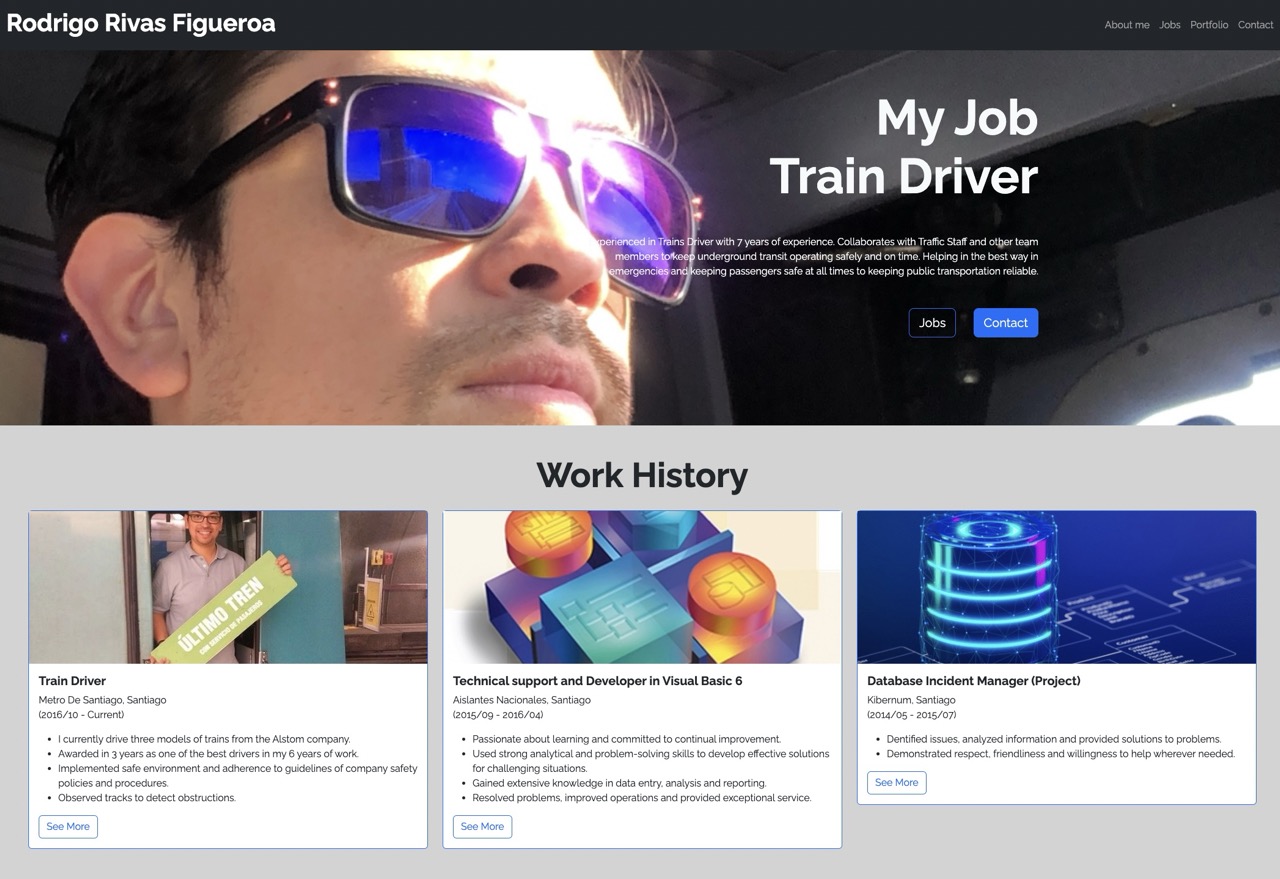 Rodrigo Rivas Figueroa
About me Jobs Portfolio Contact
My Job
Train Driver
xperienced in Trains Driver with 7 years of experience. Collaborates with Traffic Staff and other team
members to keep underground transit operating safely and on time. Helping in the best way in
emergencies and keeping passengers safe at all times to keeping public transportation reliable.
Jobs Contact
Work History
ÚLTIMO TREN
CON SERVICIO DE PASAJEROS
Train Driver
Metro De Santiago, Santiago
(2016/10 - Current)
I currently drive three models of trains from the Alstom company.
Awarded in 3 years as one of the best drivers in my 6 years of work.
Implemented safe environment and adherence to guidelines of company safety
policies and procedures.
Observed tracks to detect obstructions.
See More
Technical support and Developer in Visual Basic 6
Aislantes Nacionales, Santiago
(2015/09 - 2016/04)
Passionate about learning and committed to continual improvement.
Used strong analytical and problem-solving skills to develop effective solutions
for challenging situations.
Gained extensive knowledge in data entry, analysis and reporting.
Resolved problems, improved operations and provided exceptional service.
See More
Product
Container
Database Incident Manager (Project)
Kibernum, Santiago
(2014/05 - 2015/07)
Dentified issues, analyzed information and provided solutions to problems.
Demonstrated respect, friendliness and willingness to help wherever needed.
See More